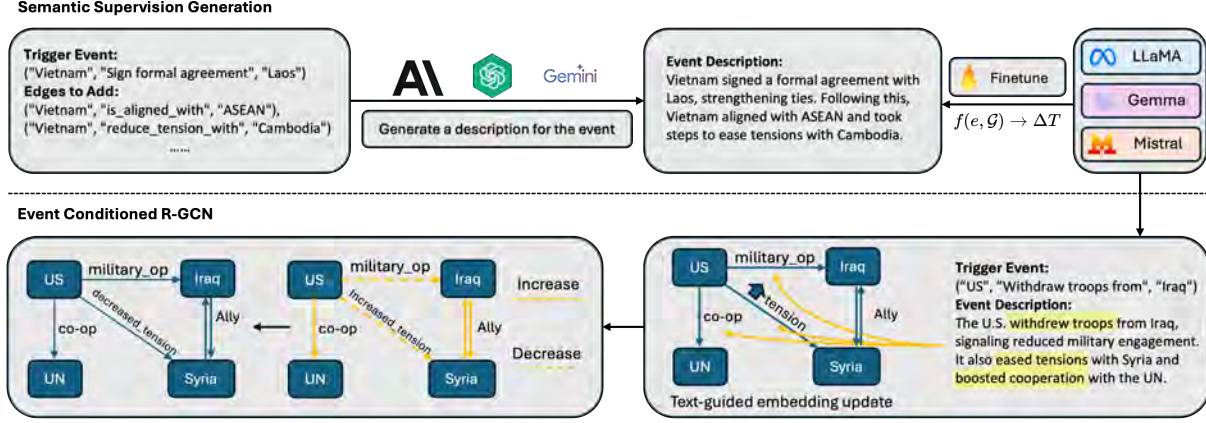 Semantic Supervision Generation
Trigger Event:
("Vietnam", "Sign formal agreement", "Laos")
Edges to Add:
("Vietnam", "is_aligned_with", "ASEAN"),
("Vietnam", "reduce_tension_with", "Cambodia")
......
AI
Gemini
Generate a description for the event
Event Description:
Vietnam signed a formal agreement with
Laos, strengthening ties. Following this,
Vietnam aligned with ASEAN and took
steps to ease tensions with Cambodia.
Finetune
f(e, G) → ΔT
LLaMA
Gemma
Mistral
Event Conditioned R-GCN
US
military_op
Iraq
decreased_tension
co-op
Ally
UN
Syria
US
military_op
Iraq
Increased_tension
co-op
Ally
UN
Syria
Increase
Decrease
US
military_op
Iraq
tension
co-op
Ally
UN
Syria
Text-guided embedding update
Trigger Event:
("US", "Withdraw troops from", "Iraq")
Event Description:
The U.S. withdrew troops from Iraq,
signaling reduced military engagement.
It also eased tensions with Syria and
boosted cooperation with the UN.